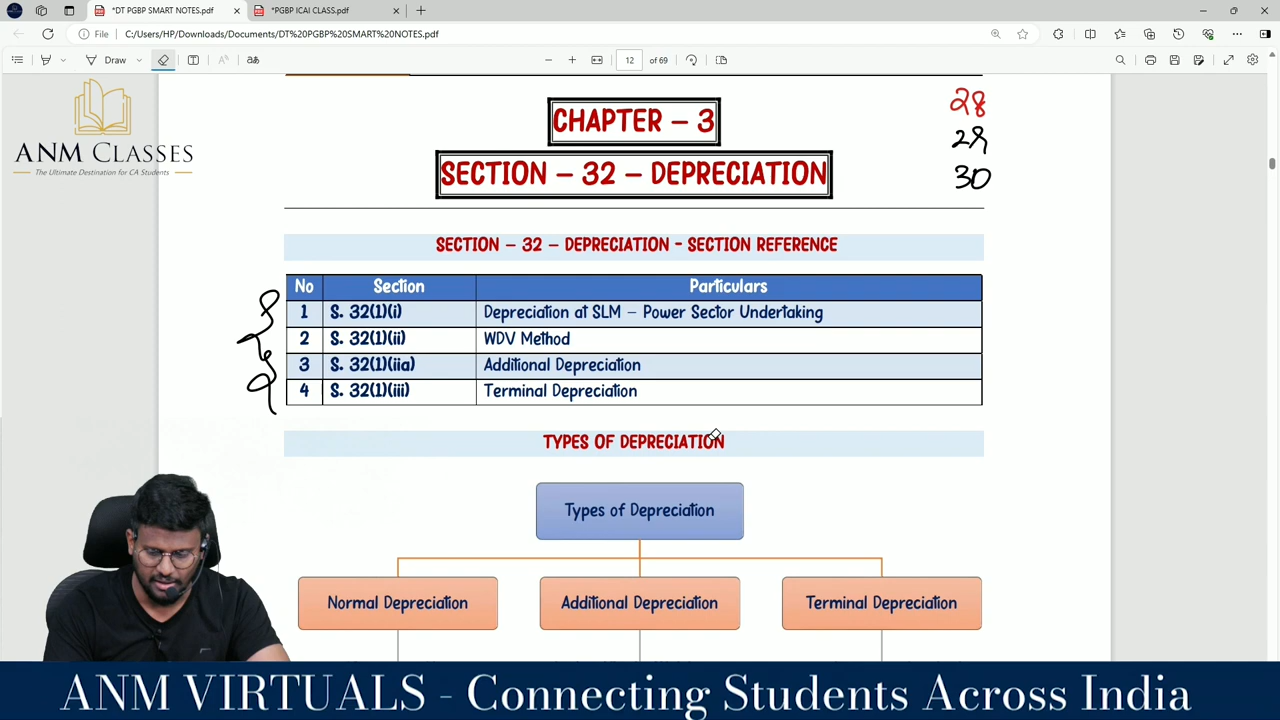 *DT PGBP SMART NOTES.pdf
*PGBP ICAI CLASS.pdf
File C:/Users/HP/Downloads/Documents/DT%20PGBP%20SMART%20NOTES.pdf
Draw
12 of 69
ANM CLASSES
- The Ultimate Destination for CA Students -
CHAPTER – 3
28
29
SECTION – 32 – DEPRECIATION
30
SECTION – 32 – DEPRECIATION - SECTION REFERENCE
No Section Particulars
1 S. 32(1)(i) Depreciation at SLM – Power Sector Undertaking
2 S. 32(1)(ii) WDV Method
3 S. 32(1)(iia) Additional Depreciation
4 S. 32(1)(iii) Terminal Depreciation
TYPES OF DEPRECIATION
Types of Depreciation
Normal Depreciation Additional Depreciation Terminal Depreciation
ANM VIRTUALS - Connecting Students Across India